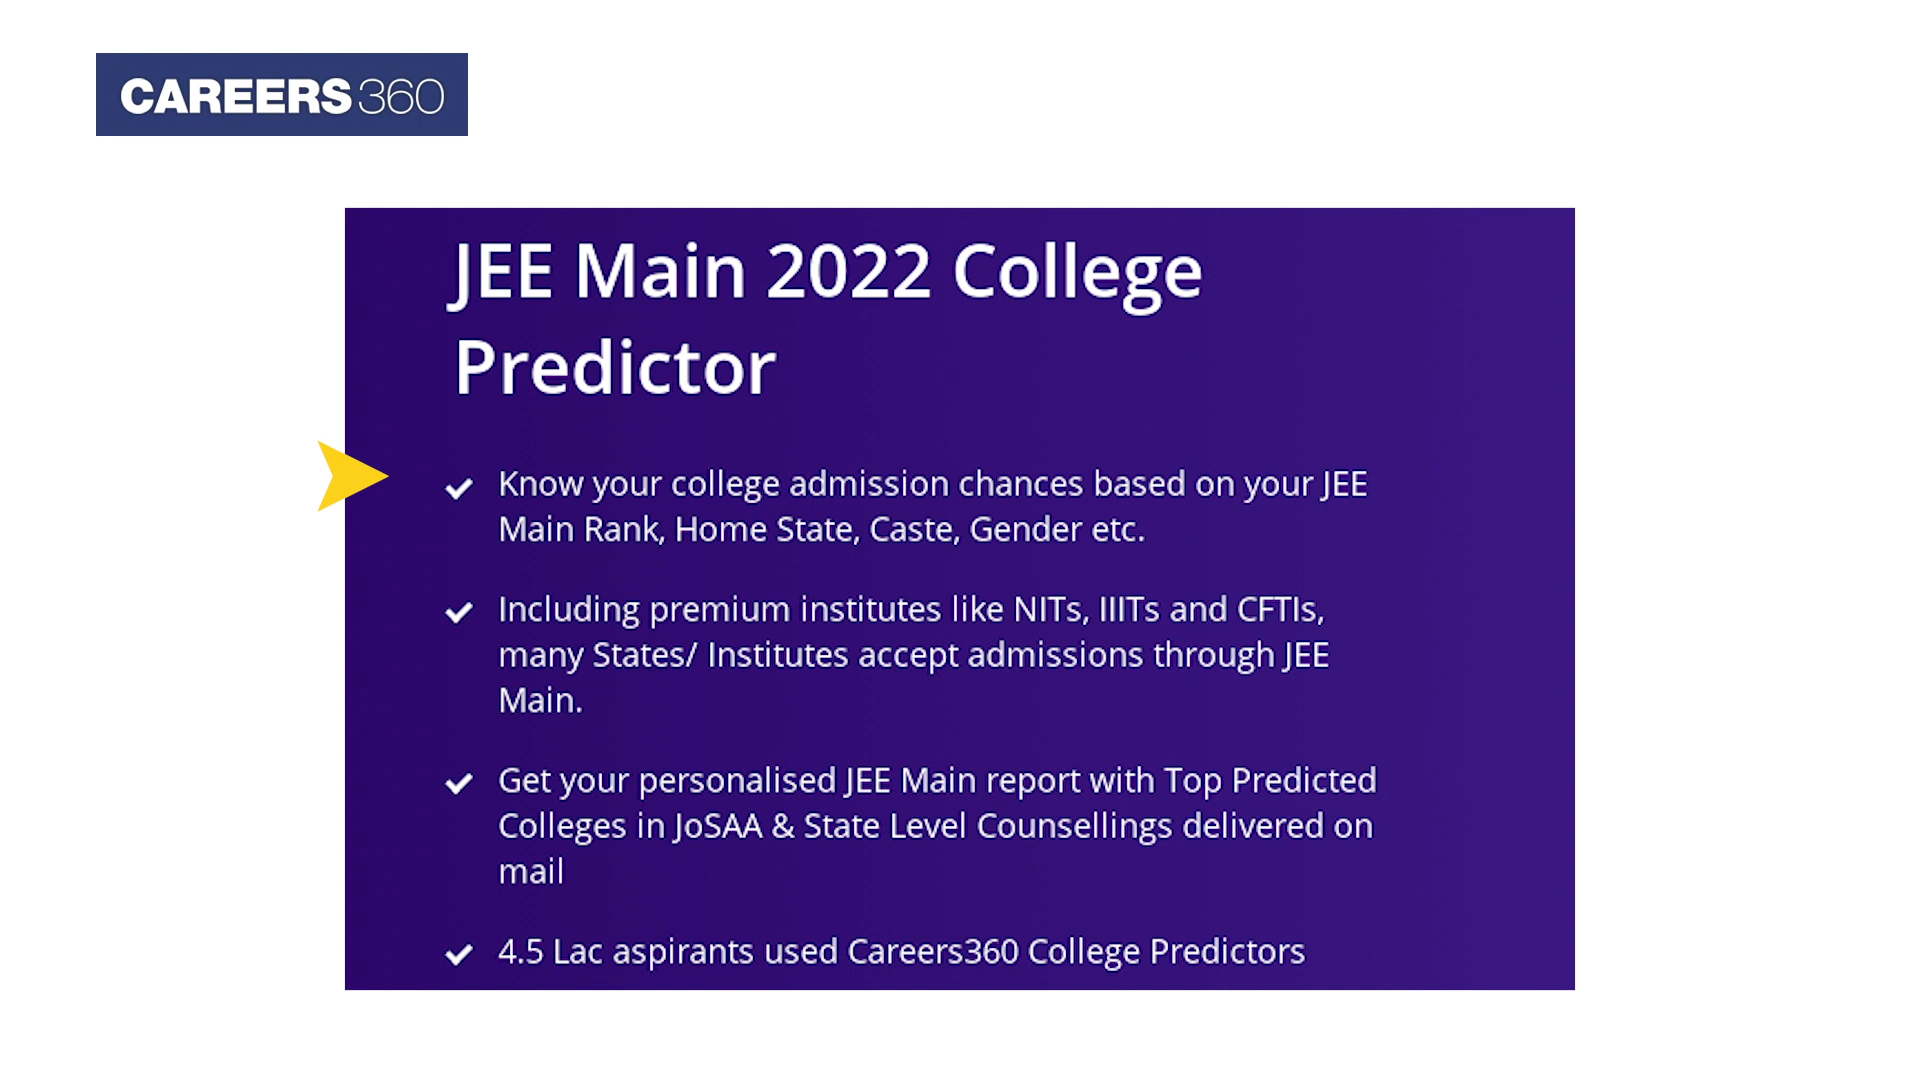 CAREERS360
JEE Main 2022 College
Predictor
Know your college admission chances based on your JEE
Main Rank, Home State, Caste, Gender etc.
Including premium institutes like NITs, IIITs and CFTIs,
many States/ Institutes accept admissions through JEE
Main.
Get your personalised JEE Main report with Top Predicted
Colleges in JoSAA & State Level Counsellings delivered on
mail
4.5 Lac aspirants used Careers360 College Predictors